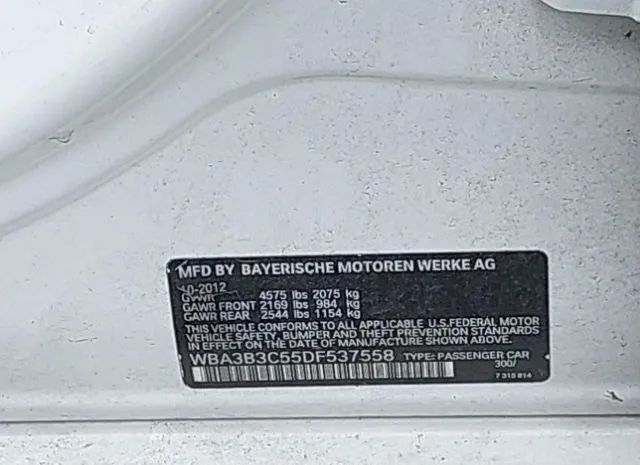 MFD BY BAYERISCHE MOTOREN WERKE AG
10-2012
GVWR 4575 lbs 2075 kg
GAWR FRONT 2169 lbs 984 kg
GAWR REAR 2544 lbs 1154 kg
THIS VEHICLE CONFORMS TO ALL APPLICABLE U.S.FEDERAL MOTOR
VEHICLE SAFETY, BUMPER AND THEFT PREVENTION STANDARDS
IN EFFECT ON THE DATE OF MANUFACTURE SHOWN ABOVE.
WBA3B3C55DF537558 TYPE: PASSENGER CAR
300/
7 315 814